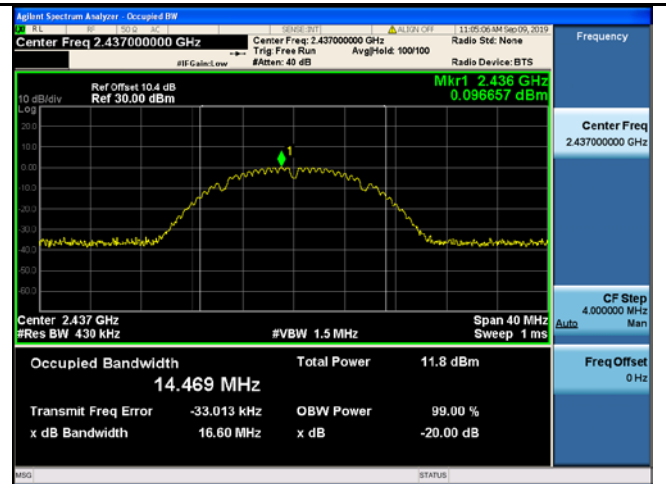 Agilent Spectrum Analyzer - Occupied BW
RL RF 50 Ω AC SENSE:INT ALIGN OFF 11:05:06 AM Sep 09, 2019
Center Freq 2.437000000 GHz
Center Freq: 2.437000000 GHz
Radio Std: None
Trig: Free Run Avg|Hold: 100/100
#IFGain:Low #Atten: 40 dB Radio Device: BTS
Frequency
Ref Offset 10.4 dB
10 dB/div Ref 30.00 dBm
Mkr1 2.436 GHz
0.096657 dBm
Log
20.0
10.0
0.00
-10.0
-20.0
-30.0
-40.0
-50.0
-60.0
1
Center 2.437 GHz Span 40 MHz
#Res BW 430 kHz #VBW 1.5 MHz Sweep 1 ms
Occupied Bandwidth Total Power 11.8 dBm
14.469 MHz
Transmit Freq Error -33.013 kHz OBW Power 99.00 %
x dB Bandwidth 16.60 MHz x dB -20.00 dB
Center Freq
2.437000000 GHz
CF Step
4.000000 MHz
Auto Man
Freq Offset
0 Hz
MSG STATUS